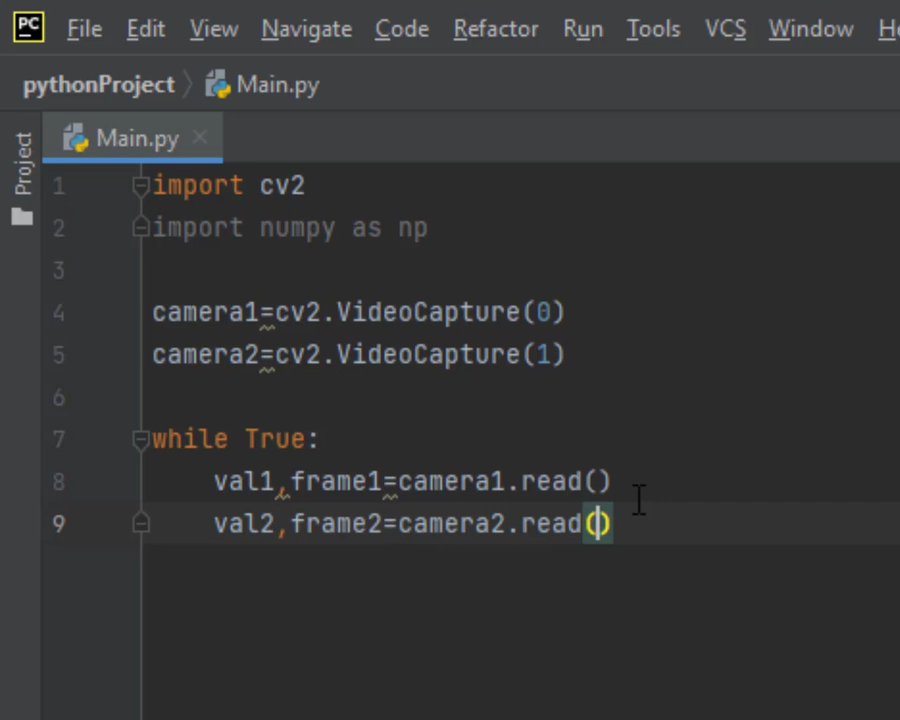 PC File Edit View Navigate Code Refactor Run Tools VCS Window He
pythonProject Main.py
Main.py
Project
1 import cv2
2 import numpy as np
3
4 camera1=cv2.VideoCapture(0)
5 camera2=cv2.VideoCapture(1)
6
7 while True:
8 val1,frame1=camera1.read()
9 val2,frame2=camera2.read()